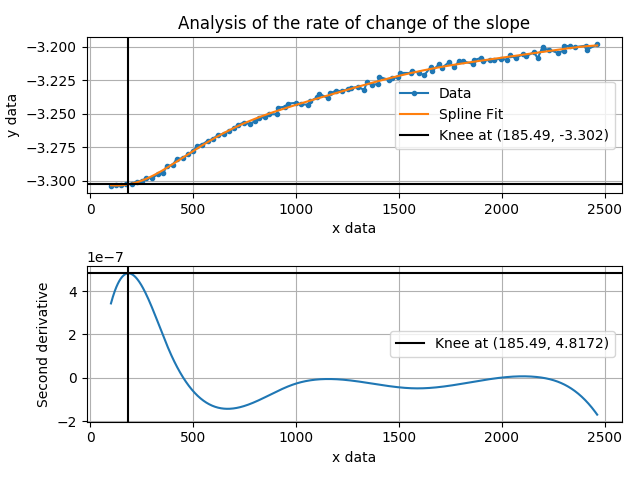 Analysis of the rate of change of the slope
−3.200
−3.225
−3.250
−3.275
−3.300
y data
Data
Spline Fit
Knee at (185.49, -3.302)
0 500 1000 1500 2000 2500
x data
1e−7
4
2
0
−2
Second derivative
Knee at (185.49, 4.8172)
0 500 1000 1500 2000 2500
x data